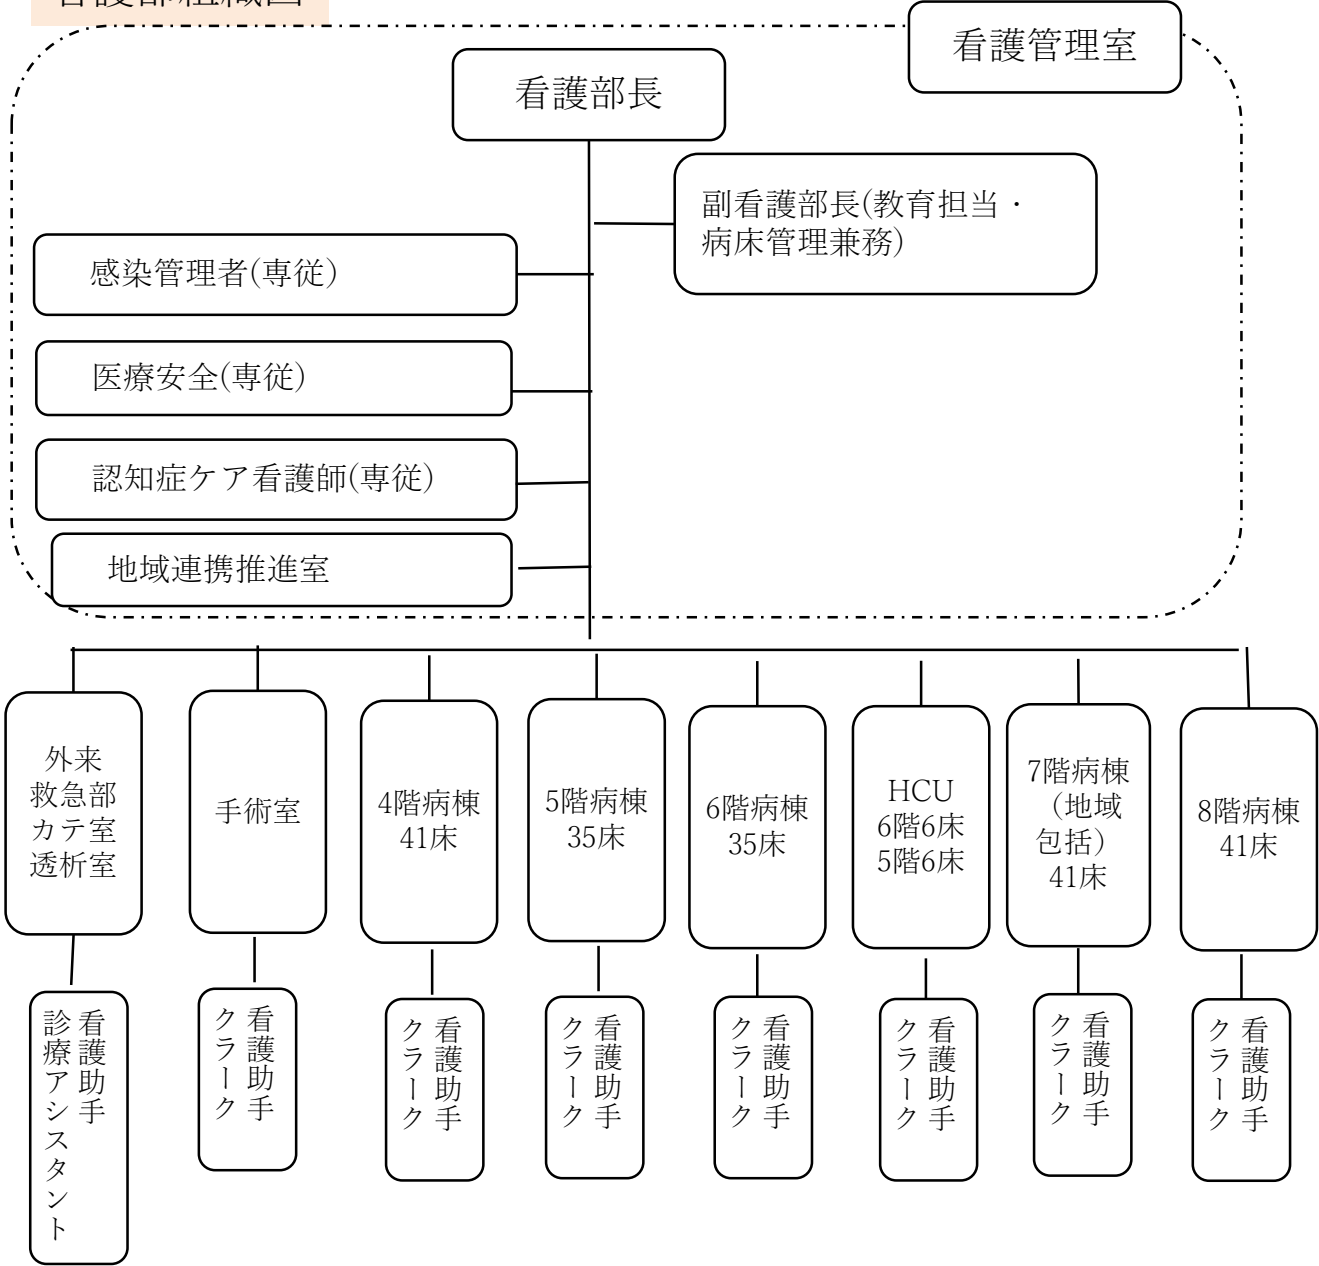 看護部組織図
看護管理室
看護部長
副看護部長(教育担当・
病床管理兼務)
感染管理者(専従)
医療安全(専従)
認知症ケア看護師(専従)
地域連携推進室
外来
救急部
カテ室
透析室
手術室
4階病棟
41床
5階病棟
35床
6階病棟
35床
HCU
6階6床
5階6床
7階病棟
（地域
包括）
41床
8階病棟
41床
看護助手
診療アシスタント
看護助手
クラーク
看護助手
クラーク
看護助手
クラーク
看護助手
クラーク
看護助手
クラーク
看護助手
クラーク
看護助手
クラーク